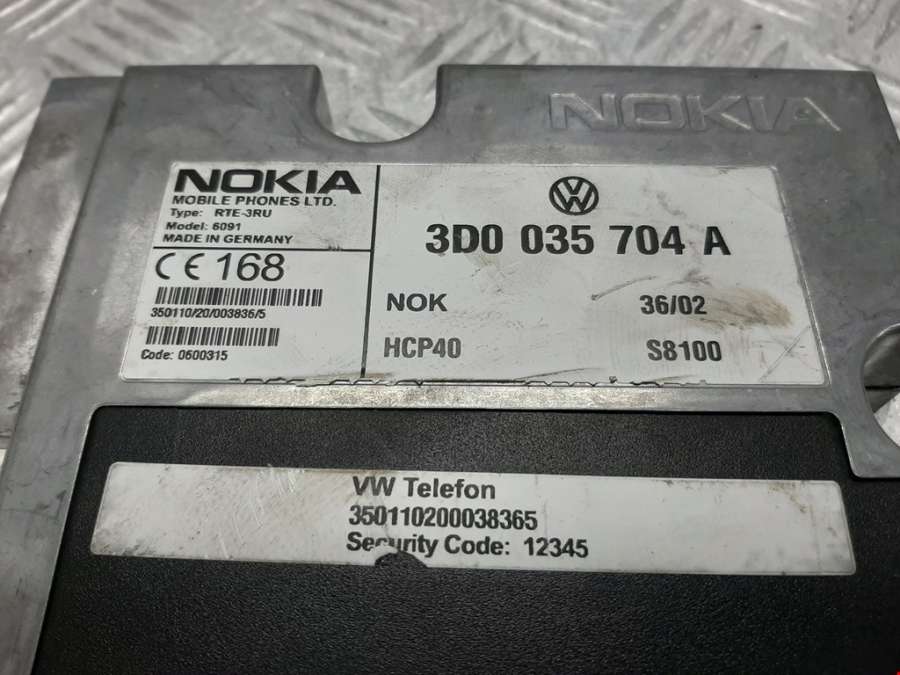 NOKIA
NOKIA
MOBILE PHONES LTD.
Type: RTE-3RU
Model: 6091
MADE IN GERMANY
CE 168
350110/20/003836/5
Code: 0600315
3D0 035 704 A
NOK 36/02
HCP40 S8100
VW Telefon
350110200038365
Security Code: 12345